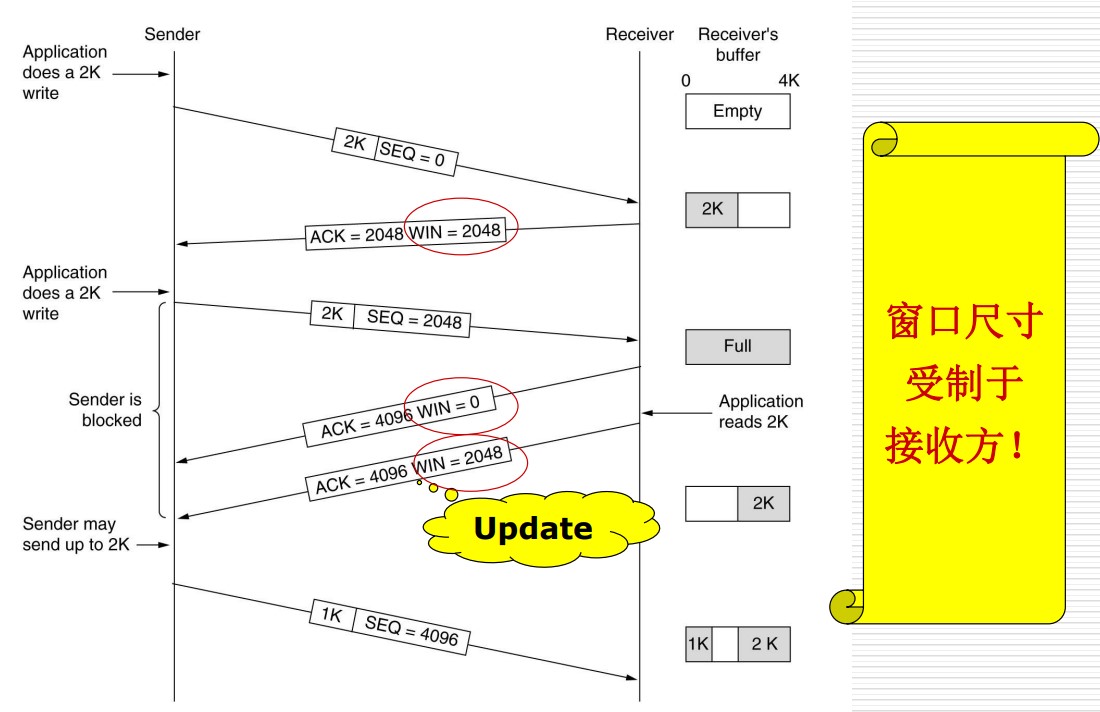 Sender
Receiver
Receiver's
buffer
Application
does a 2K
write
0
4K
Empty
2K
SEQ = 0
2K
ACK = 2048
WIN = 2048
Application
does a 2K
write
2K
SEQ = 2048
Full
Sender is
blocked
ACK = 4096
WIN = 0
Application
reads 2K
ACK = 4096
WIN = 2048
2K
Update
Sender may
send up to 2K
1K
SEQ = 4096
1K
2 K
窗口尺寸
受制于
接收方！